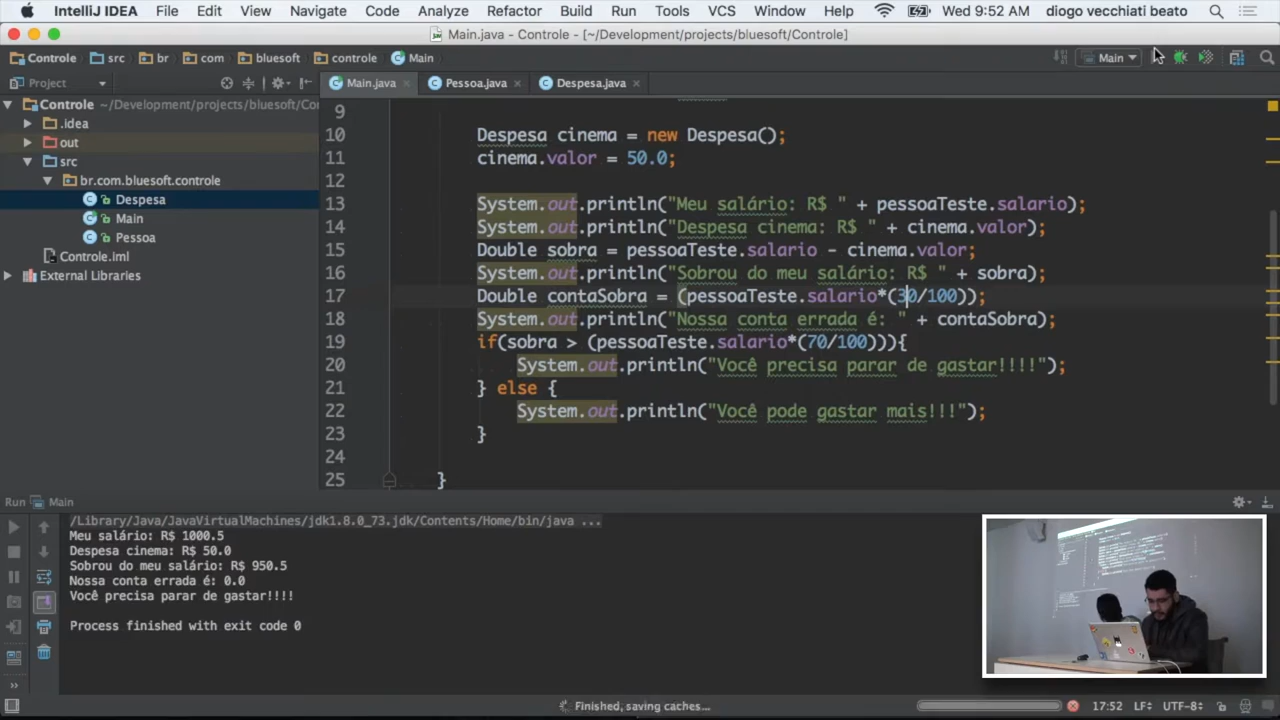 IntelliJ IDEA File Edit View Navigate Code Analyze Refactor Build Run Tools VCS Window Help Wed 9:52 AM diogo vecchiati beato
Main.java - Controle - [~/Development/projects/bluesoft/Controle]
Controle src br com bluesoft controle Main Main
Project Main.java Pessoa.java Despesa.java
Controle ~/Development/projects/bluesoft/Co
.idea
out
src
br.com.bluesoft.controle
Despesa
Main
Pessoa
Controle.iml
External Libraries
9
10 Despesa cinema = new Despesa();
11 cinema.valor = 50.0;
12
13 System.out.println("Meu salário: R$ " + pessoaTeste.salario);
14 System.out.println("Despesa cinema: R$ " + cinema.valor);
15 Double sobra = pessoaTeste.salario - cinema.valor;
16 System.out.println("Sobrou do meu salário: R$ " + sobra);
17 Double contaSobra = (pessoaTeste.salario*(30/100));
18 System.out.println("Nossa conta errada é: " + contaSobra);
19 if(sobra > (pessoaTeste.salario*(70/100))){
20 System.out.println("Você precisa parar de gastar!!!!");
21 } else {
22 System.out.println("Você pode gastar mais!!!");
23 }
24
25 }
Run Main
/Library/Java/JavaVirtualMachines/jdk1.8.0_73.jdk/Contents/Home/bin/java ...
Meu salário: R$ 1000.5
Despesa cinema: R$ 50.0
Sobrou do meu salário: R$ 950.5
Nossa conta errada é: 0.0
Você precisa parar de gastar!!!!
Process finished with exit code 0
Finished, saving caches... 17:52 LF UTF-8